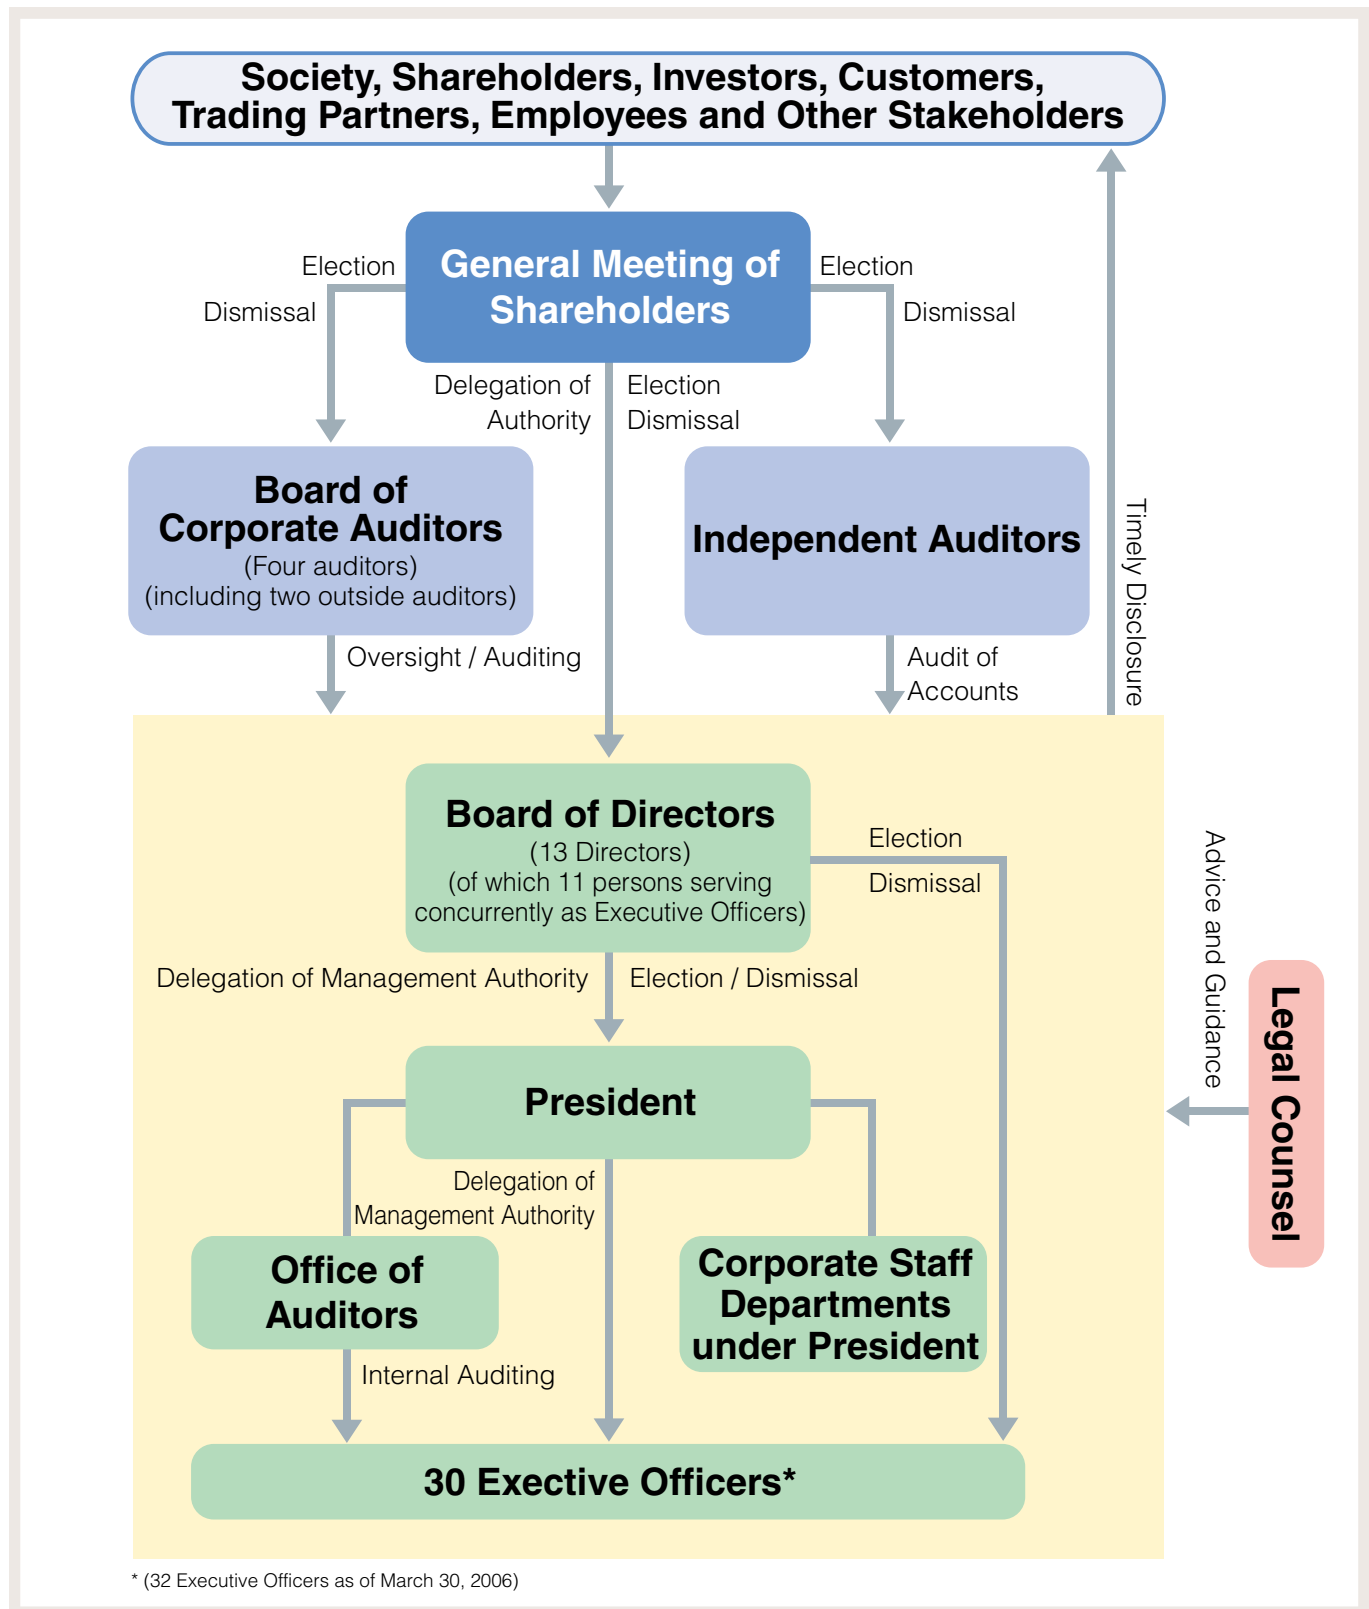 Society, Shareholders, Investors, Customers,
Trading Partners, Employees and Other Stakeholders
General Meeting of
Shareholders
Election
Dismissal
Election
Dismissal
Delegation of
Authority
Election
Dismissal
Board of
Corporate Auditors
(Four auditors)
(including two outside auditors)
Independent Auditors
Timely Disclosure
Oversight / Auditing
Audit of
Accounts
Board of Directors
(13 Directors)
(of which 11 persons serving
concurrently as Executive Officers)
Election
Dismissal
Advice and Guidance
Legal Counsel
Delegation of Management Authority
Election / Dismissal
President
Delegation of
Management Authority
Office of
Auditors
Corporate Staff
Departments
under President
Internal Auditing
30 Exective Officers*
* (32 Executive Officers as of March 30, 2006)